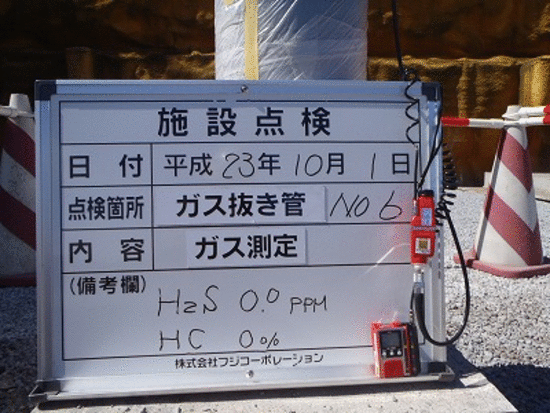 施設点検
日付 平成23年10月1日
点検箇所 ガス抜き管 No 6
内容 ガス測定
(備考欄)
H2S 0.0 PPM
HC 0%
株式会社フジコーポレーション